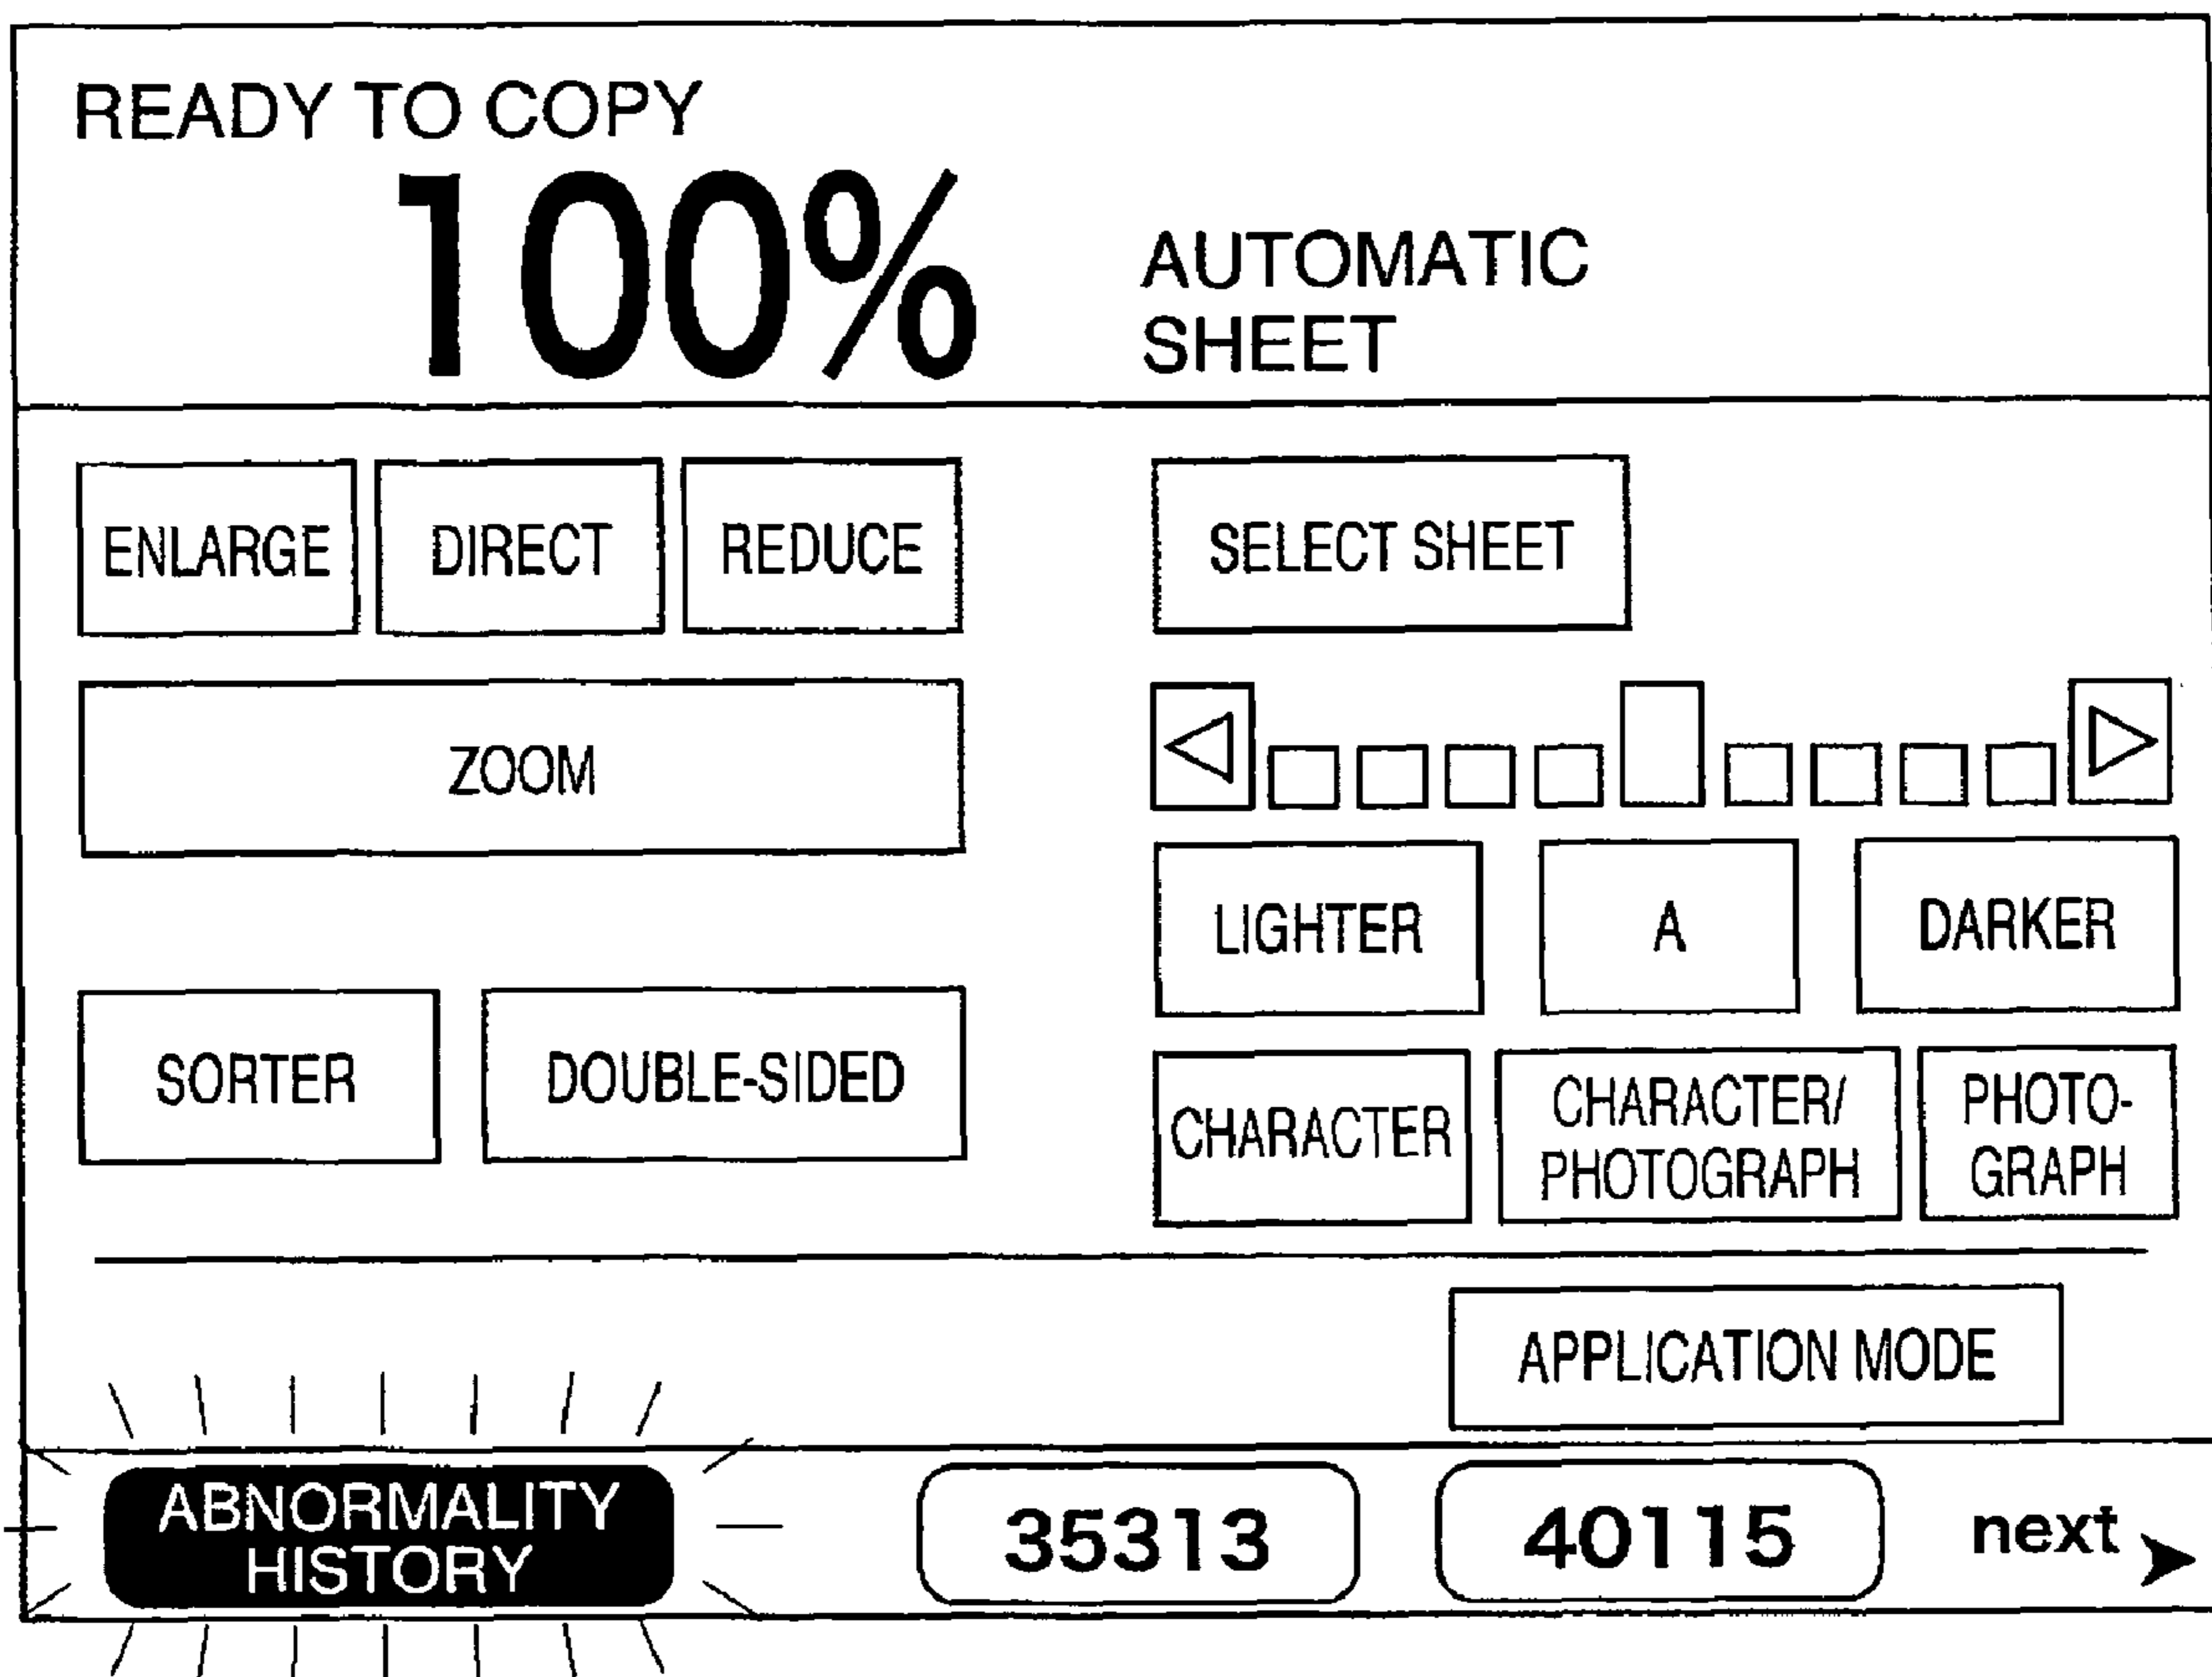 READY TO COPY
100%
AUTOMATIC
SHEET
ENLARGE
DIRECT
REDUCE
SELECT SHEET
ZOOM
LIGHTER
A
DARKER
SORTER
DOUBLE-SIDED
CHARACTER
CHARACTER/
PHOTOGRAPH
PHOTO-
GRAPH
APPLICATION MODE
ABNORMALITY
HISTORY
35313
40115
next